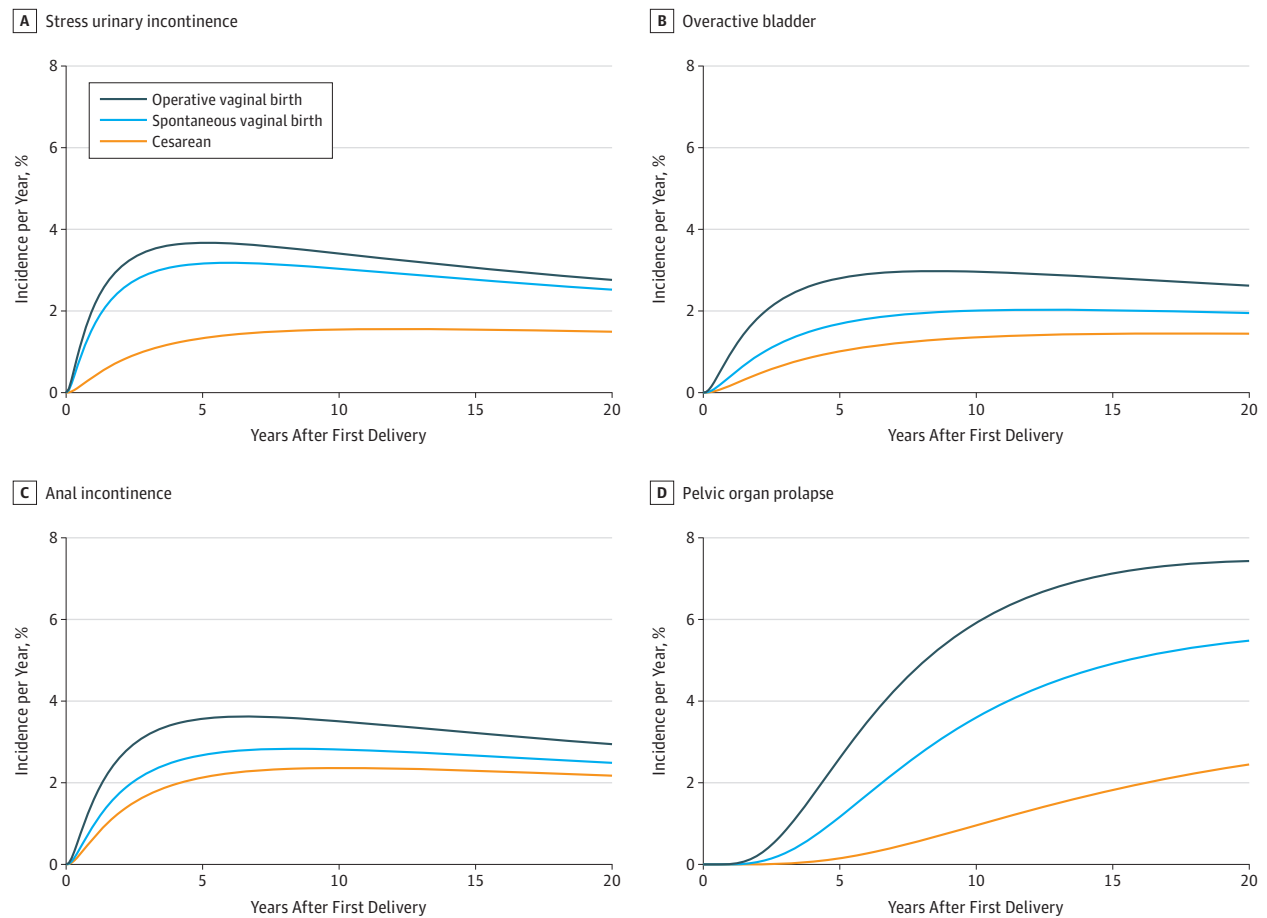 A Stress urinary incontinence
8
6
4
2
0
Incidence per Year, %
Operative vaginal birth
Spontaneous vaginal birth
Cesarean
0 5 10 15 20
Years After First Delivery
B Overactive bladder
8
6
4
2
0
Incidence per Year, %
0 5 10 15 20
Years After First Delivery
C Anal incontinence
8
6
4
2
0
Incidence per Year, %
0 5 10 15 20
Years After First Delivery
D Pelvic organ prolapse
8
6
4
2
0
Incidence per Year, %
0 5 10 15 20
Years After First Delivery